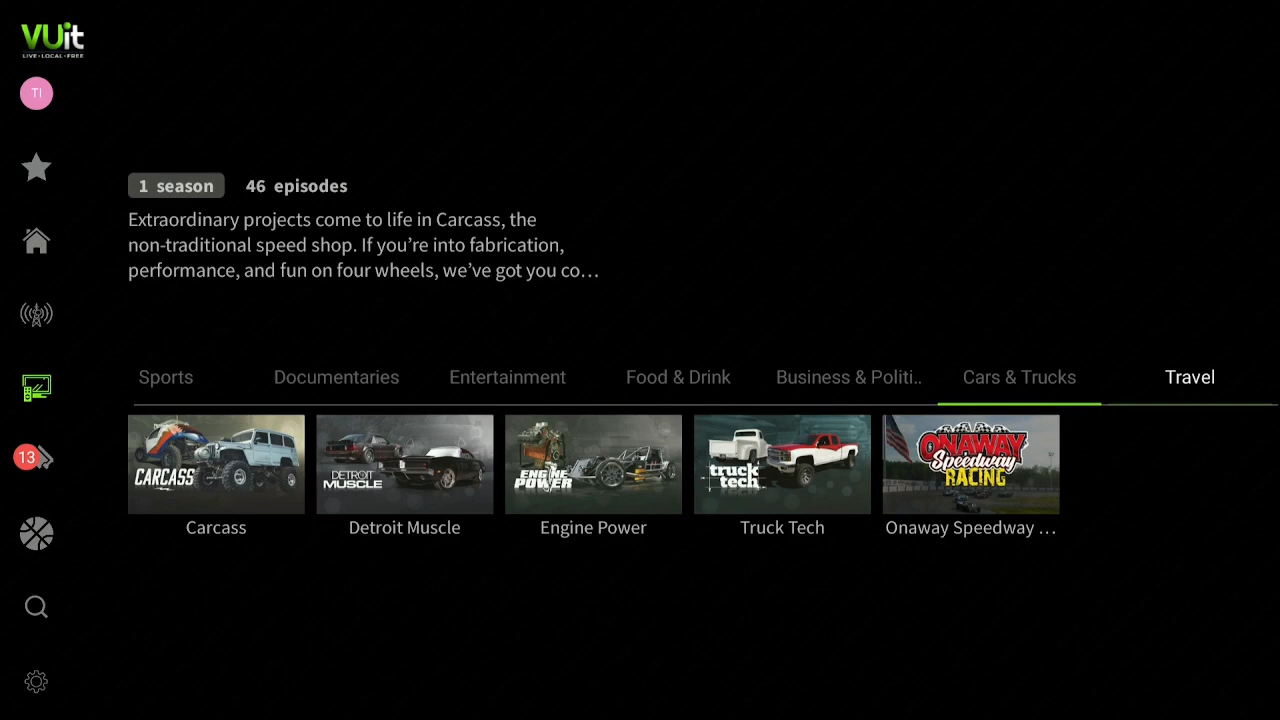 VUit
LIVE•LOCAL•FREE
TI
1 season 46 episodes
Extraordinary projects come to life in Carcass, the
non-traditional speed shop. If you’re into fabrication,
performance, and fun on four wheels, we’ve got you co...
Sports Documentaries Entertainment Food & Drink Business & Politi.. Cars & Trucks Travel
13
CARCASS
DETROIT
MUSCLE
ENGINE
POWER
truck
tech
ONAWAY
Speedway
RACING
Carcass Detroit Muscle Engine Power Truck Tech Onaway Speedway ...